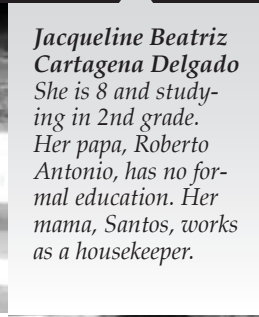 Jacqueline Beatriz
Cartagena Delgado
She is 8 and study-
ing in 2nd grade.
Her papa, Roberto
Antonio, has no for-
mal education. Her
mama, Santos, works
as a housekeeper.